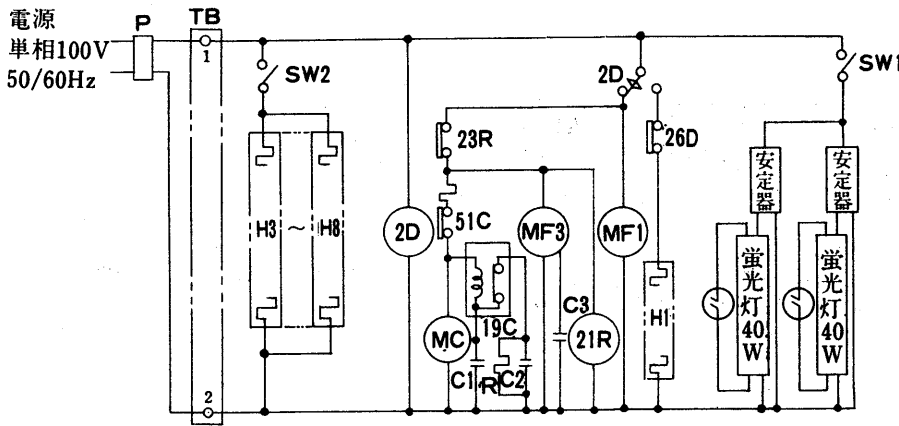 電源
単相100V
50/60Hz
P
TB
1
2
SW2
H3
~
H8
2D
23R
51C
MC
19C
C1
R
C2
MF3
C3
21R
2D
MF1
26D
H1
SW1
安定器
安定器
蛍光灯40W
蛍光灯40W